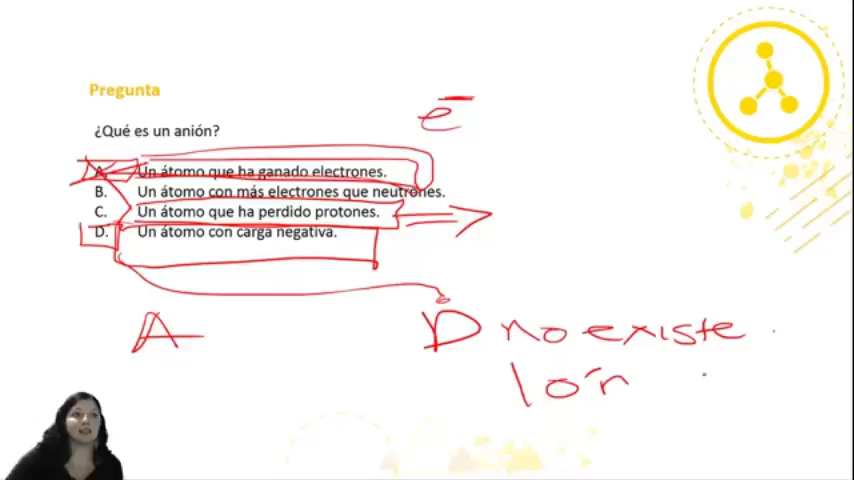 Pregunta
e-
¿Qué es un anión?
A. Un átomo que ha ganado electrones.
B. Un átomo con más electrones que neutrones.
C. Un átomo que ha perdido protones.
D. Un átomo con carga negativa.
A
D no existe
Ión